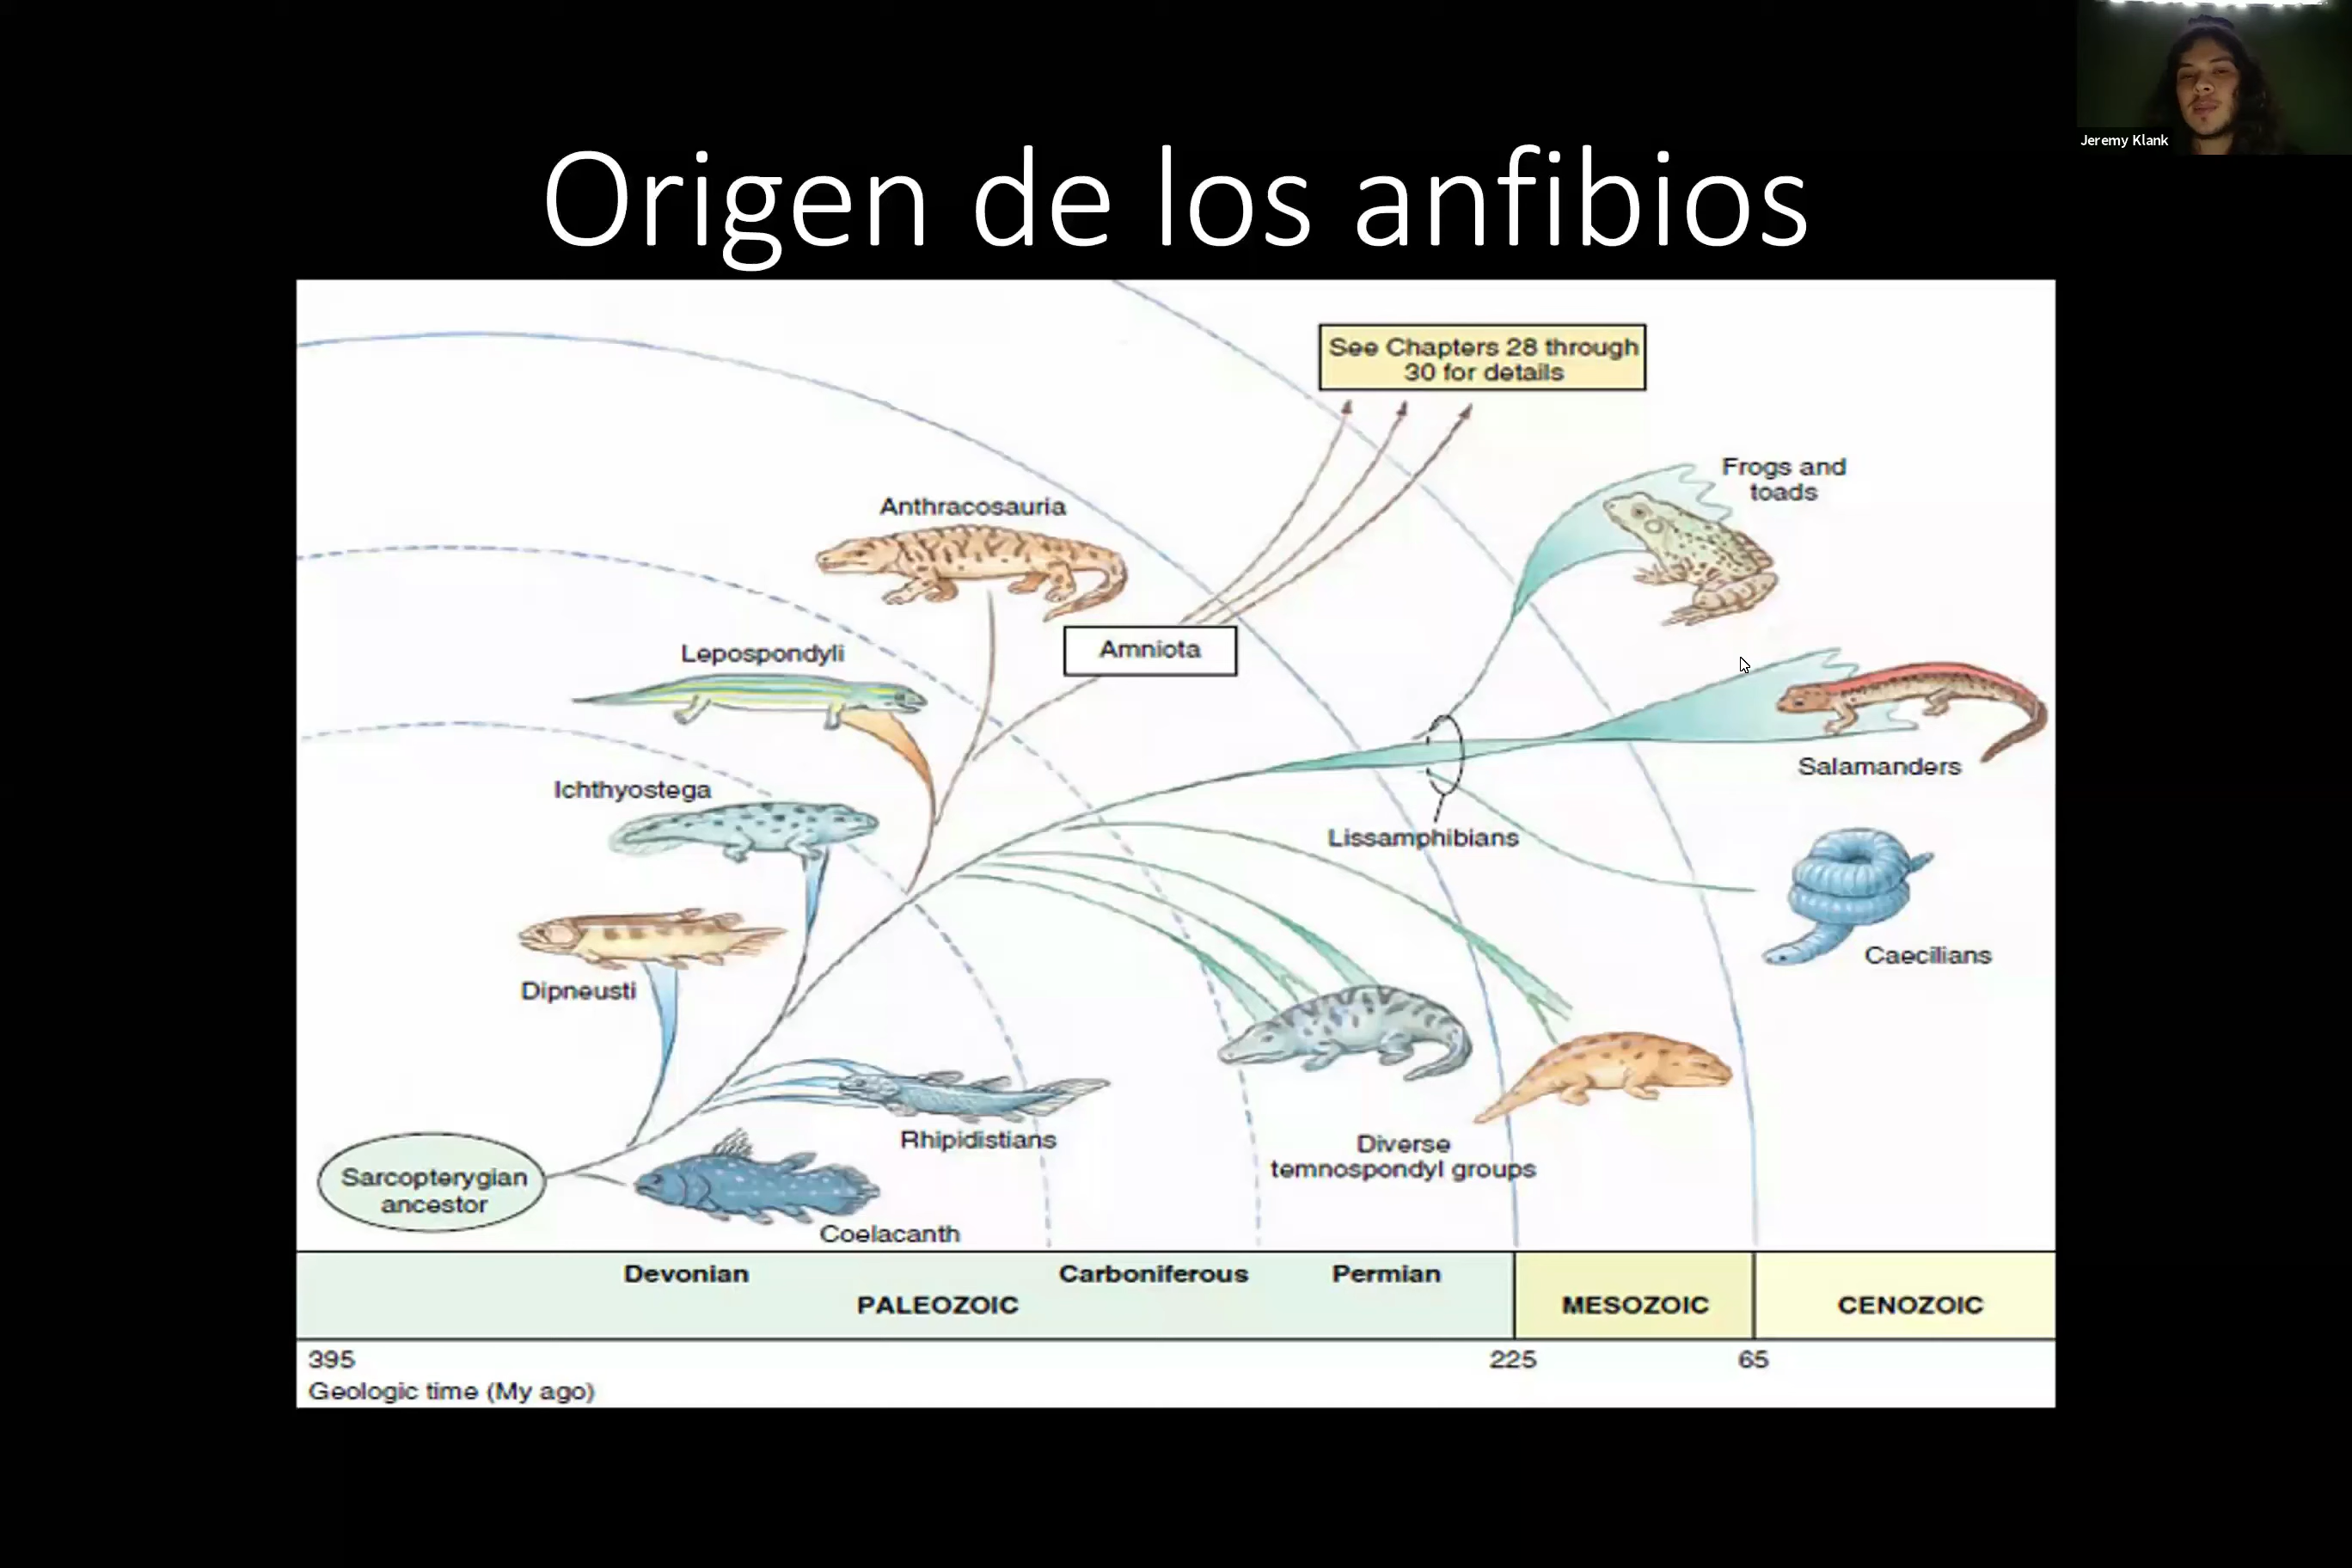 Jeremy Klank
Origen de los anfibios
See Chapters 28 through
30 for details
Frogs and
toads
Anthracosauria
Amniota
Lepospondyli
Salamanders
Ichthyostega
Lissamphibians
Caecilians
Dipneusti
Rhipidistians
Diverse
temnospondyl groups
Sarcopterygian
ancestor
Coelacanth
Devonian
Carboniferous
Permian
PALEOZOIC
MESOZOIC
CENOZOIC
395
225
65
Geologic time (My ago)